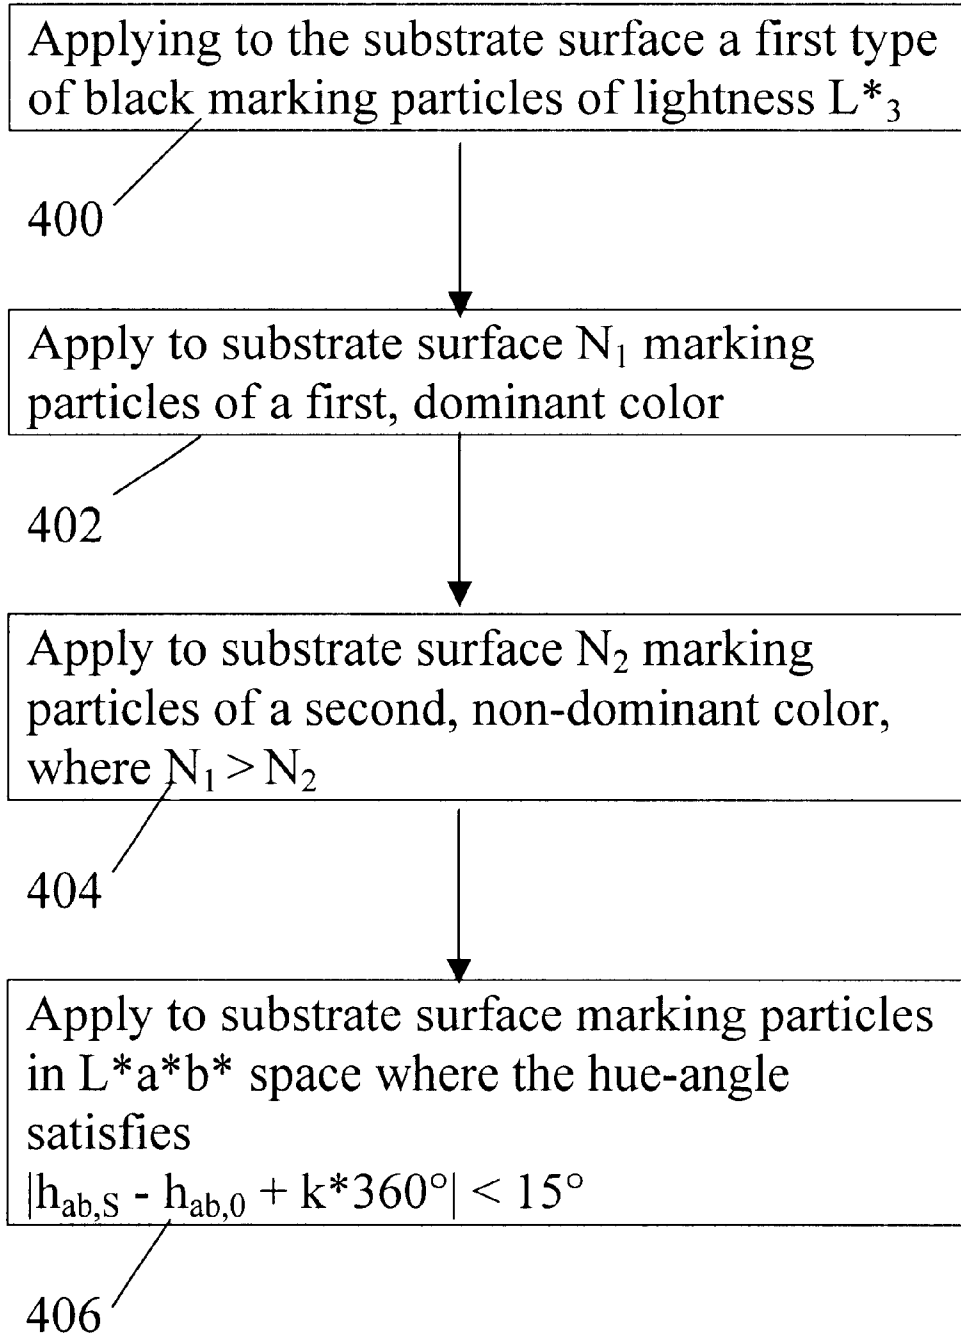 Applying to the substrate surface a first type
of black marking particles of lightness L*₃
400
Apply to substrate surface N₁ marking
particles of a first, dominant color
402
Apply to substrate surface N₂ marking
particles of a second, non-dominant color,
where N₁ > N₂
404
Apply to substrate surface marking particles
in L*a*b* space where the hue-angle
satisfies
|h_ab,S - h_ab,0 + k*360°| < 15°
406